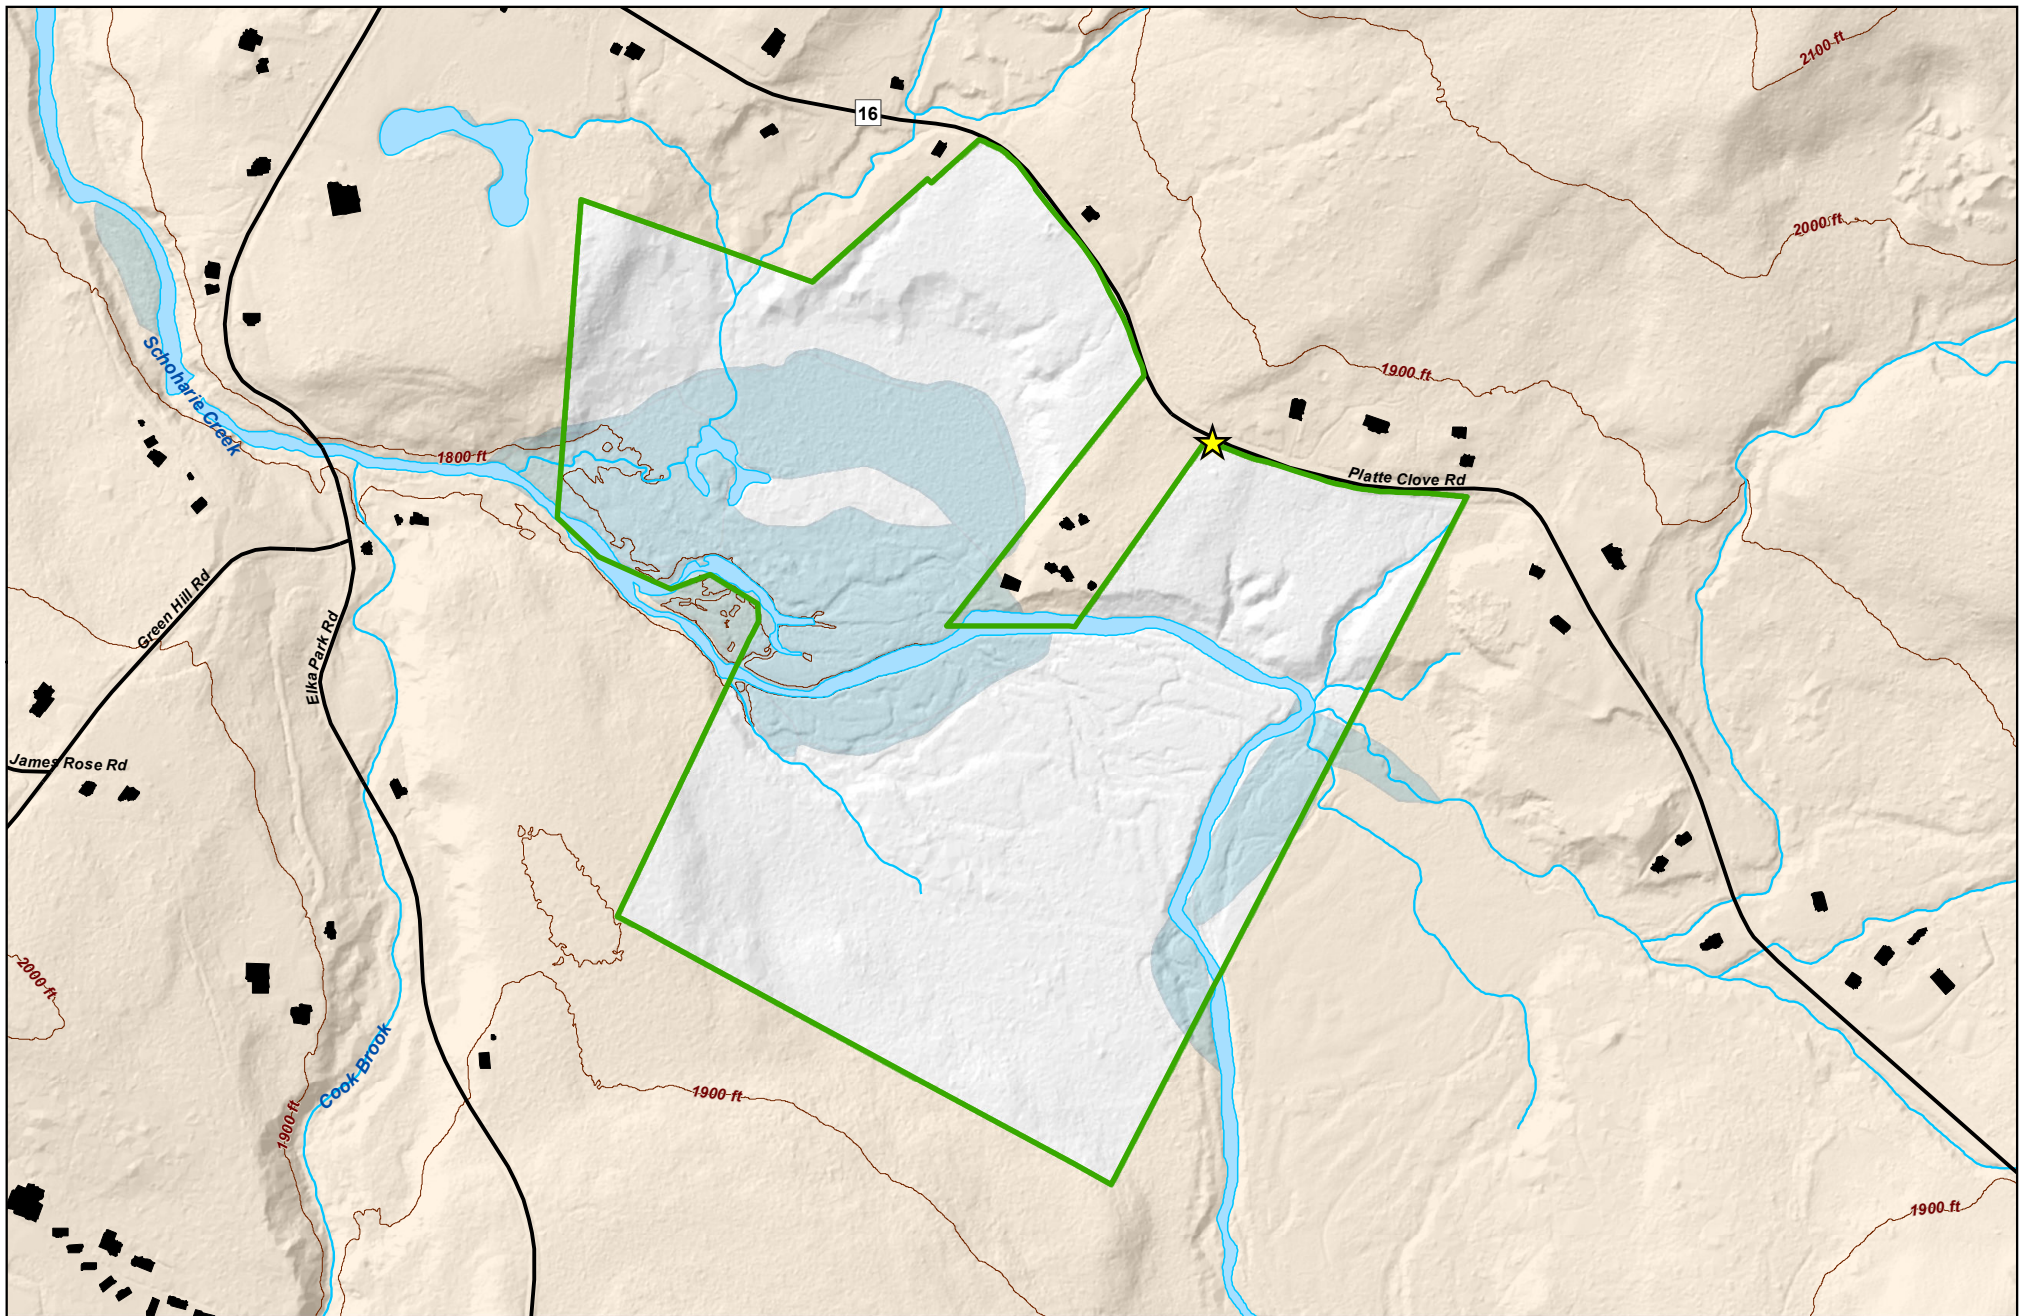 2100 ft
16
2000 ft
Schoharie Creek
1900 ft
1800 ft
Platte Clove Rd
Green Hill Rd
Elka Park Rd
James Rose Rd
2000 ft
Cook Brook
1900 ft
1900 ft
1900 ft